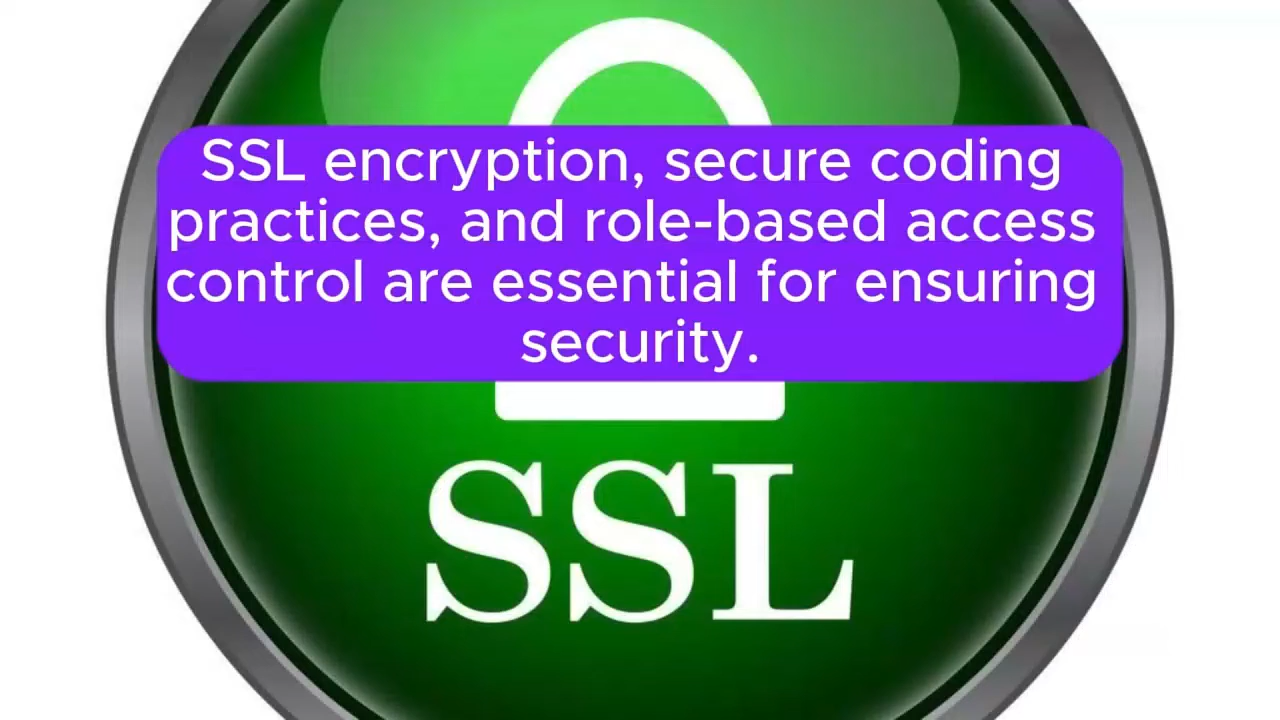 SSL encryption, secure coding
practices, and role-based access
control are essential for ensuring
security.
SSL